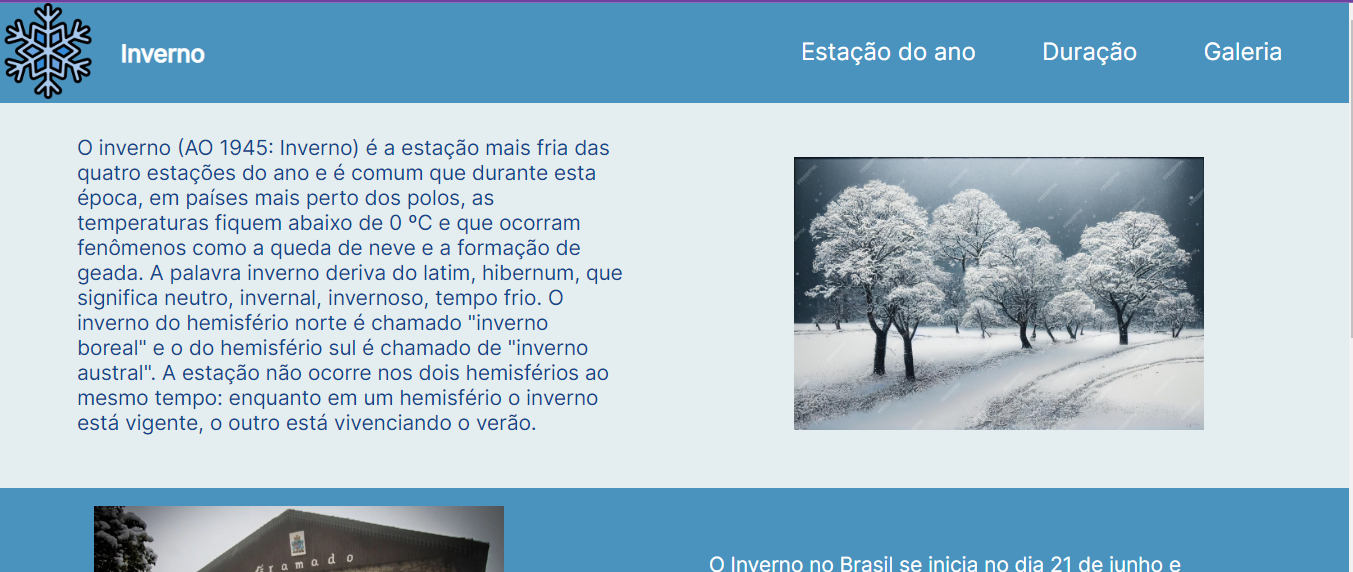 Inverno
Estação do ano
Duração
Galeria
O inverno (AO 1945: Inverno) é a estação mais fria das
quatro estações do ano e é comum que durante esta
época, em países mais perto dos polos, as
temperaturas fiquem abaixo de 0 ºC e que ocorram
fenômenos como a queda de neve e a formação de
geada. A palavra inverno deriva do latim, hibernum, que
significa neutro, invernal, invernoso, tempo frio. O
inverno do hemisfério norte é chamado "inverno
boreal" e o do hemisfério sul é chamado de "inverno
austral". A estação não ocorre nos dois hemisférios ao
mesmo tempo: enquanto em um hemisfério o inverno
está vigente, o outro está vivenciando o verão.
Gramado
O Inverno no Brasil se inicia no dia 21 de junho e